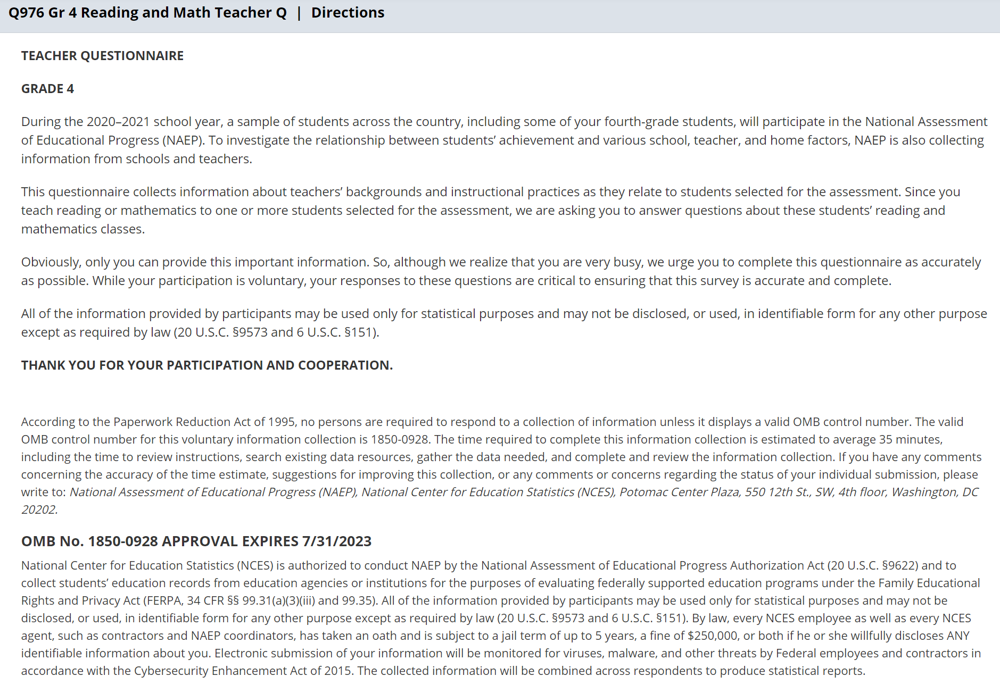 Q976 Gr 4 Reading and Math Teacher Q | Directions
TEACHER QUESTIONNAIRE
GRADE 4
During the 2020–2021 school year, a sample of students across the country, including some of your fourth-grade students, will participate in the National Assessment
of Educational Progress (NAEP). To investigate the relationship between students’ achievement and various school, teacher, and home factors, NAEP is also collecting
information from schools and teachers.
This questionnaire collects information about teachers’ backgrounds and instructional practices as they relate to students selected for the assessment. Since you
teach reading or mathematics to one or more students selected for the assessment, we are asking you to answer questions about these students’ reading and
mathematics classes.
Obviously, only you can provide this important information. So, although we realize that you are very busy, we urge you to complete this questionnaire as accurately
as possible. While your participation is voluntary, your responses to these questions are critical to ensuring that this survey is accurate and complete.
All of the information provided by participants may be used only for statistical purposes and may not be disclosed, or used, in identifiable form for any other purpose
except as required by law (20 U.S.C. §9573 and 6 U.S.C. §151).
THANK YOU FOR YOUR PARTICIPATION AND COOPERATION.
According to the Paperwork Reduction Act of 1995, no persons are required to respond to a collection of information unless it displays a valid OMB control number. The valid
OMB control number for this voluntary information collection is 1850-0928. The time required to complete this information collection is estimated to average 35 minutes,
including the time to review instructions, search existing data resources, gather the data needed, and complete and review the information collection. If you have any comments
concerning the accuracy of the time estimate, suggestions for improving this collection, or any comments or concerns regarding the status of your individual submission, please
write to: National Assessment of Educational Progress (NAEP), National Center for Education Statistics (NCES), Potomac Center Plaza, 550 12th St., SW, 4th floor, Washington, DC
20202.
OMB No. 1850-0928 APPROVAL EXPIRES 7/31/2023
National Center for Education Statistics (NCES) is authorized to conduct NAEP by the National Assessment of Educational Progress Authorization Act (20 U.S.C. §9622) and to
collect students’ education records from education agencies or institutions for the purposes of evaluating federally supported education programs under the Family Educational
Rights and Privacy Act (FERPA, 34 CFR §§ 99.31(a)(3)(iii) and 99.35). All of the information provided by participants may be used only for statistical purposes and may not be
disclosed, or used, in identifiable form for any other purpose except as required by law (20 U.S.C. §9573 and 6 U.S.C. §151). By law, every NCES employee as well as every NCES
agent, such as contractors and NAEP coordinators, has taken an oath and is subject to a jail term of up to 5 years, a fine of $250,000, or both if he or she willfully discloses ANY
identifiable information about you. Electronic submission of your information will be monitored for viruses, malware, and other threats by Federal employees and contractors in
accordance with the Cybersecurity Enhancement Act of 2015. The collected information will be combined across respondents to produce statistical reports.